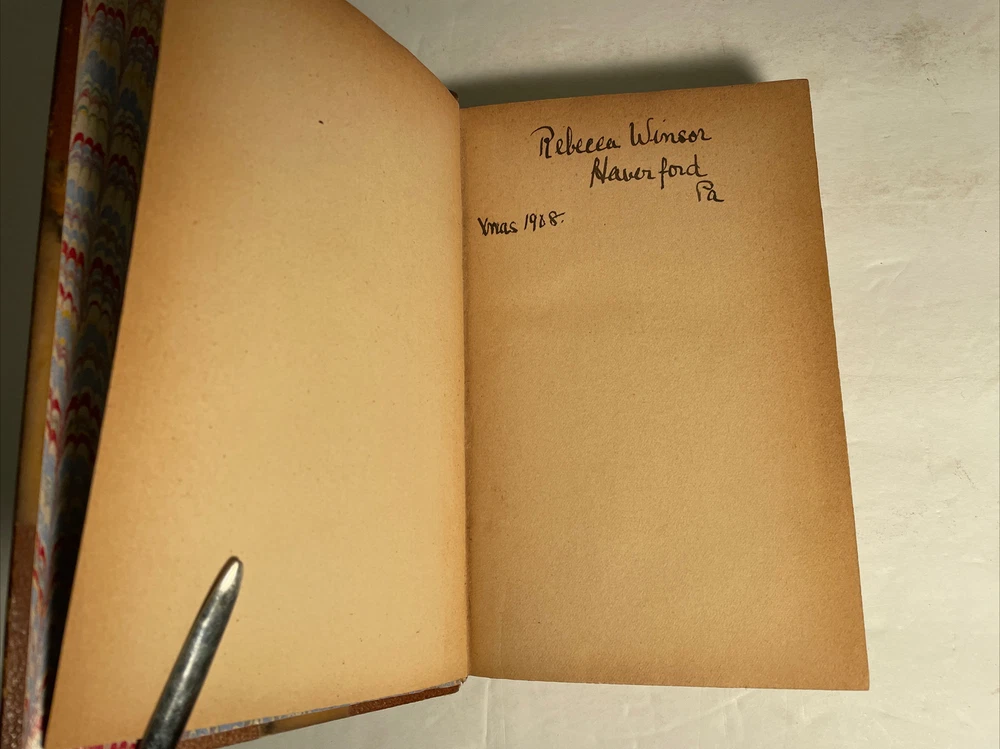 Rebecca Winsor
Haverford
Pa
Xmas 1908.